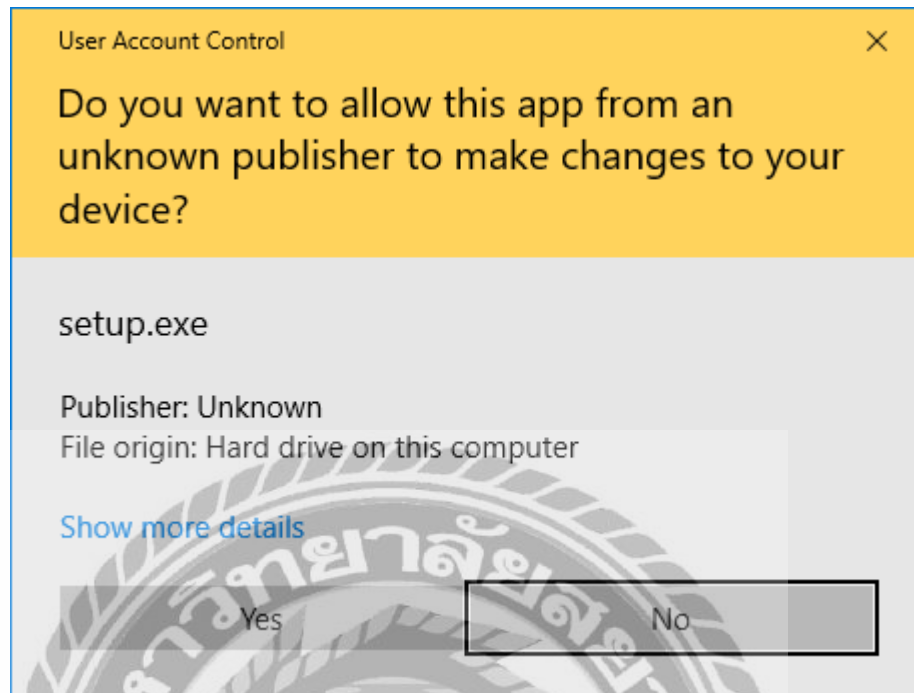 User Account Control
Do you want to allow this app from an
unknown publisher to make changes to your
device?
setup.exe
Publisher: Unknown
File origin: Hard drive on this computer
Show more details
Yes
No